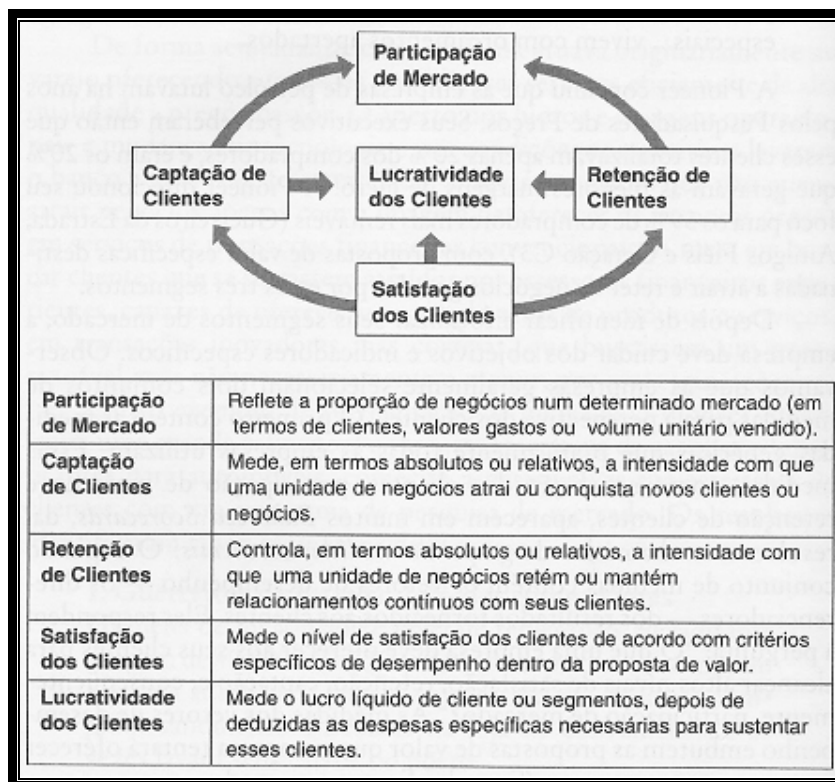 Participação
de Mercado
Captação de
Clientes
Lucratividade
dos Clientes
Retenção de
Clientes
Satisfação
dos Clientes
Participação
de Mercado
Reflete a proporção de negócios num determinado mercado (em
termos de clientes, valores gastos ou volume unitário vendido).
Captação
de Clientes
Mede, em termos absolutos ou relativos, a intensidade com que
uma unidade de negócios atrai ou conquista novos clientes ou
negócios.
Retenção
de Clientes
Controla, em termos absolutos ou relativos, a intensidade com
que uma unidade de negócios retém ou mantém
relacionamentos contínuos com seus clientes.
Satisfação
dos Clientes
Mede o nível de satisfação dos clientes de acordo com critérios
específicos de desempenho dentro da proposta de valor.
Lucratividade
dos Clientes
Mede o lucro líquido de cliente ou segmentos, depois de
deduzidas as despesas específicas necessárias para sustentar
esses clientes.